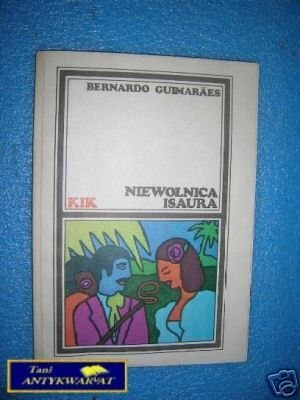 BERNARDO GUIMARÃES
NIEWOLNICA
ISAURA
KIK
Tani
ANTYKWARIAT